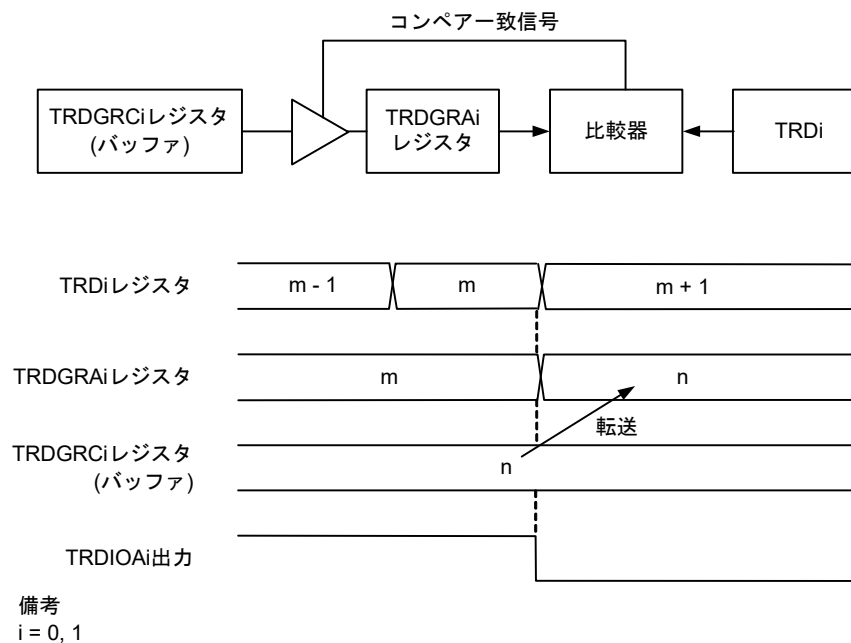 コンペアー致信号
TRDGRCiレジスタ
(バッファ)
TRDGRAi
レジスタ
比較器
TRDi
TRDiレジスタ
m - 1
m
m + 1
TRDGRAiレジスタ
m
n
転送
TRDGRCiレジスタ
(バッファ)
n
TRDIOAi出力
備考
i = 0, 1